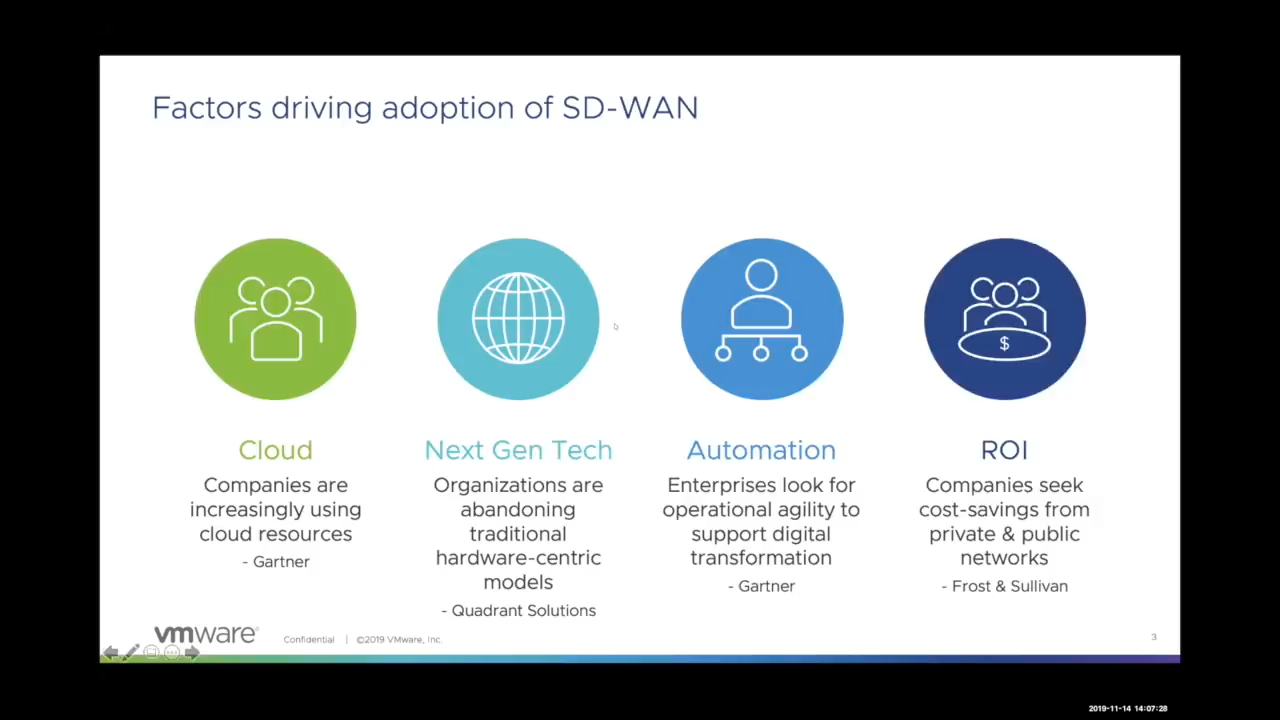 Factors driving adoption of SD-WAN
$
Cloud
Companies are
increasingly using
cloud resources
- Gartner
Next Gen Tech
Organizations are
abandoning
traditional
hardware-centric
models
- Quadrant Solutions
Automation
Enterprises look for
operational agility to
support digital
transformation
- Gartner
ROI
Companies seek
cost-savings from
private & public
networks
- Frost & Sullivan
vmware®
Confidential | ©2019 VMware, Inc.
3
2019-11-14 14:07:28